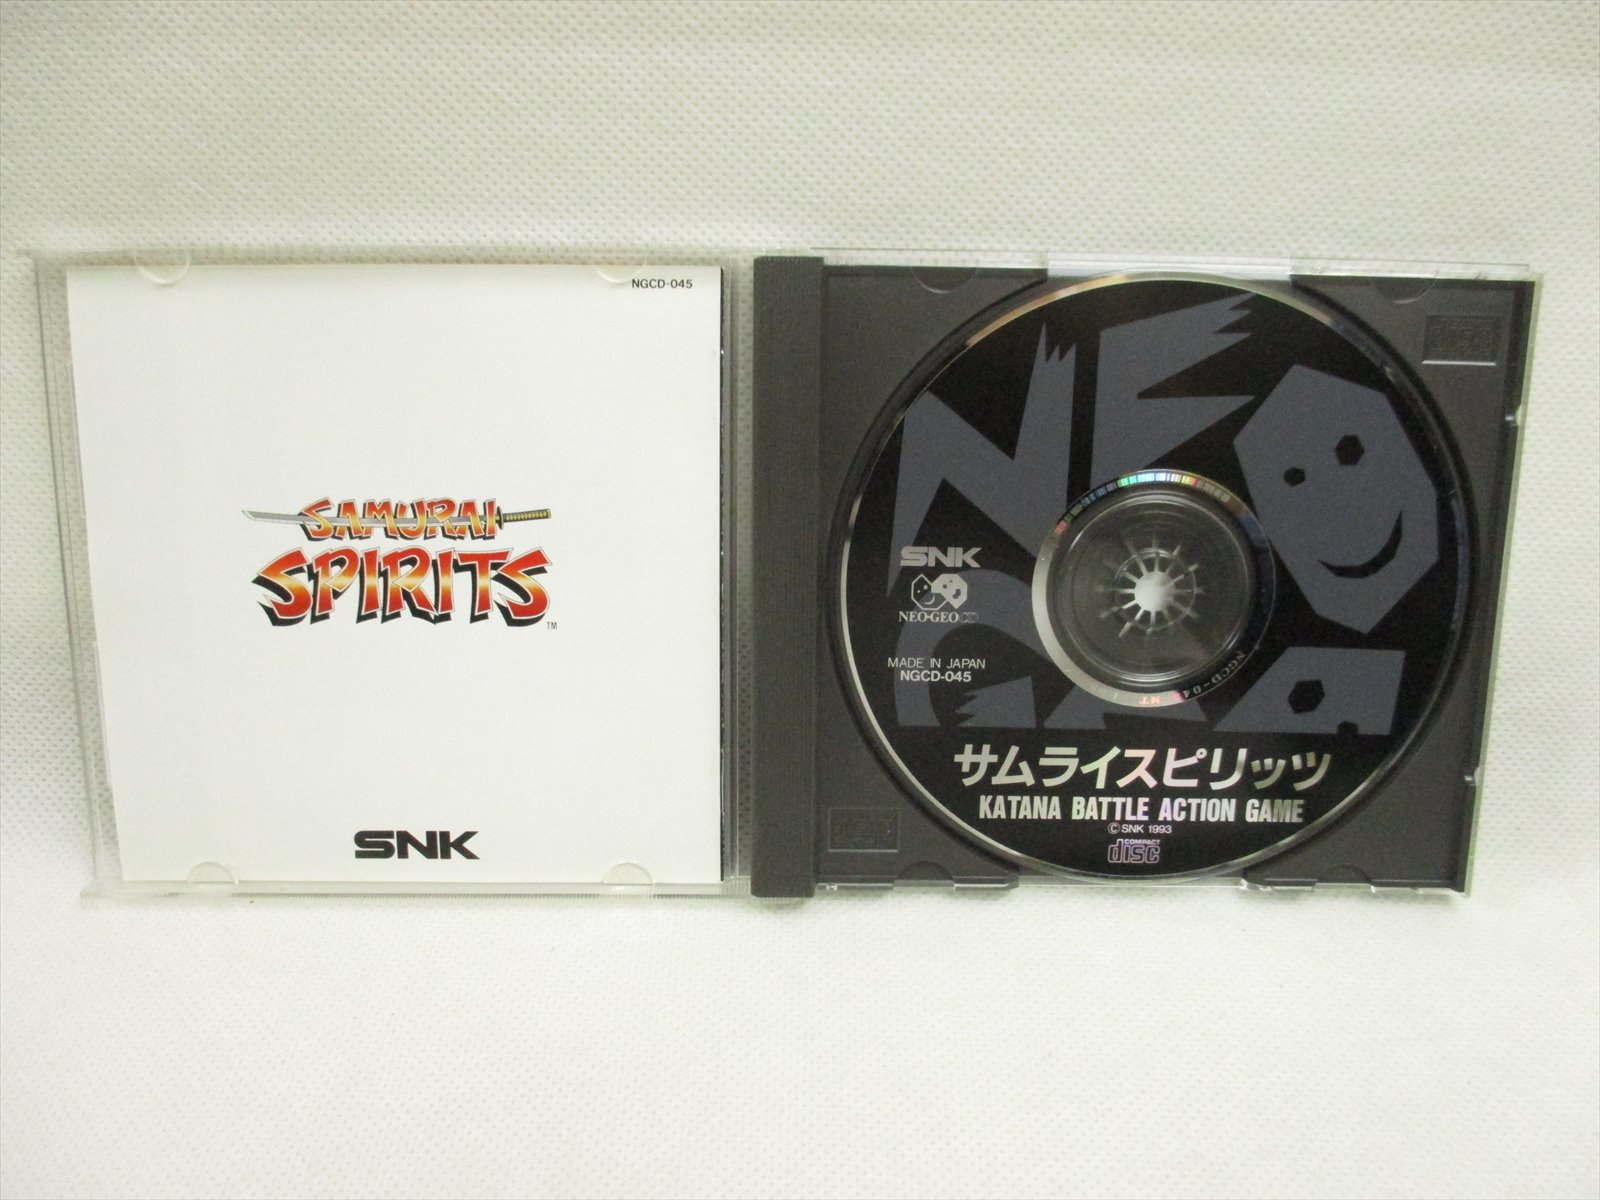 NGCD-045
SAMURAI
SPIRITS
TM
SNK
NEO
SNK
NEO·GEO CD
MADE IN JAPAN
NGCD-045
サムライスピリッツ
KATANA BATTLE ACTION GAME
©SNK 1993
COMPACT
disc